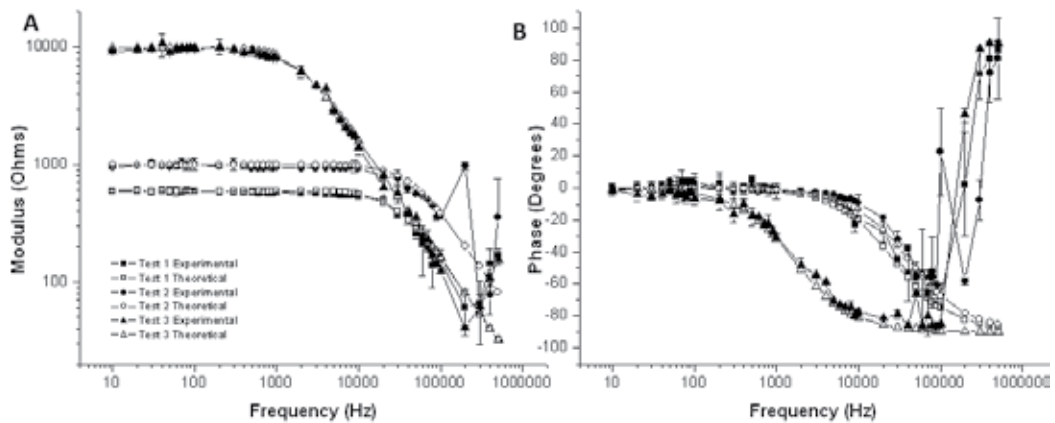 A
Modulus (Ohms)
10000
1000
100
Test 1 Experimental
Test 1 Theoretical
Test 2 Experimental
Test 2 Theoretical
Test 3 Experimental
Test 3 Theoretical
10 100 1000 10000 100000 1000000
Frequency (Hz)
B
Phase (Degrees)
100
80
60
40
20
0
-20
-40
-60
-80
-100
10 100 1000 10000 100000 1000000
Frequency (Hz)